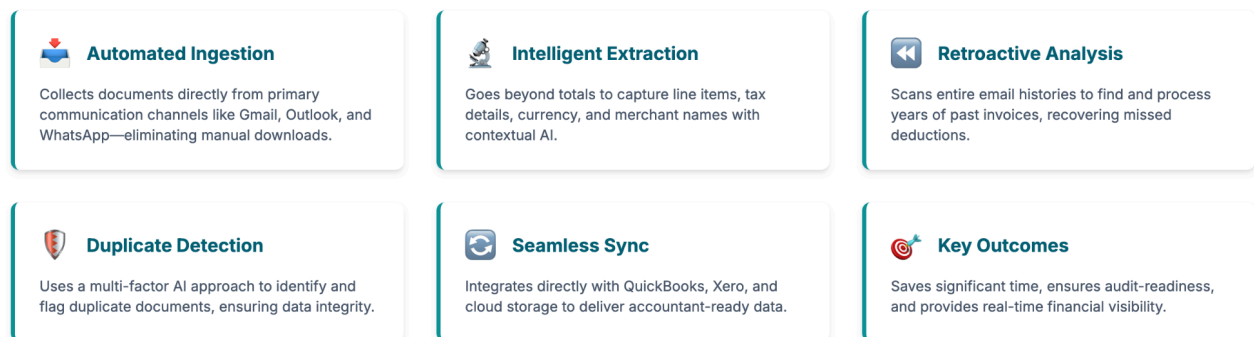 Automated Ingestion
Collects documents directly from primary
communication channels like Gmail, Outlook, and
WhatsApp—eliminating manual downloads.
Intelligent Extraction
Goes beyond totals to capture line items, tax
details, currency, and merchant names with
contextual AI.
Retroactive Analysis
Scans entire email histories to find and process
years of past invoices, recovering missed
deductions.
Duplicate Detection
Uses a multi-factor AI approach to identify and
flag duplicate documents, ensuring data integrity.
Seamless Sync
Integrates directly with QuickBooks, Xero, and
cloud storage to deliver accountant-ready data.
Key Outcomes
Saves significant time, ensures audit-readiness,
and provides real-time financial visibility.